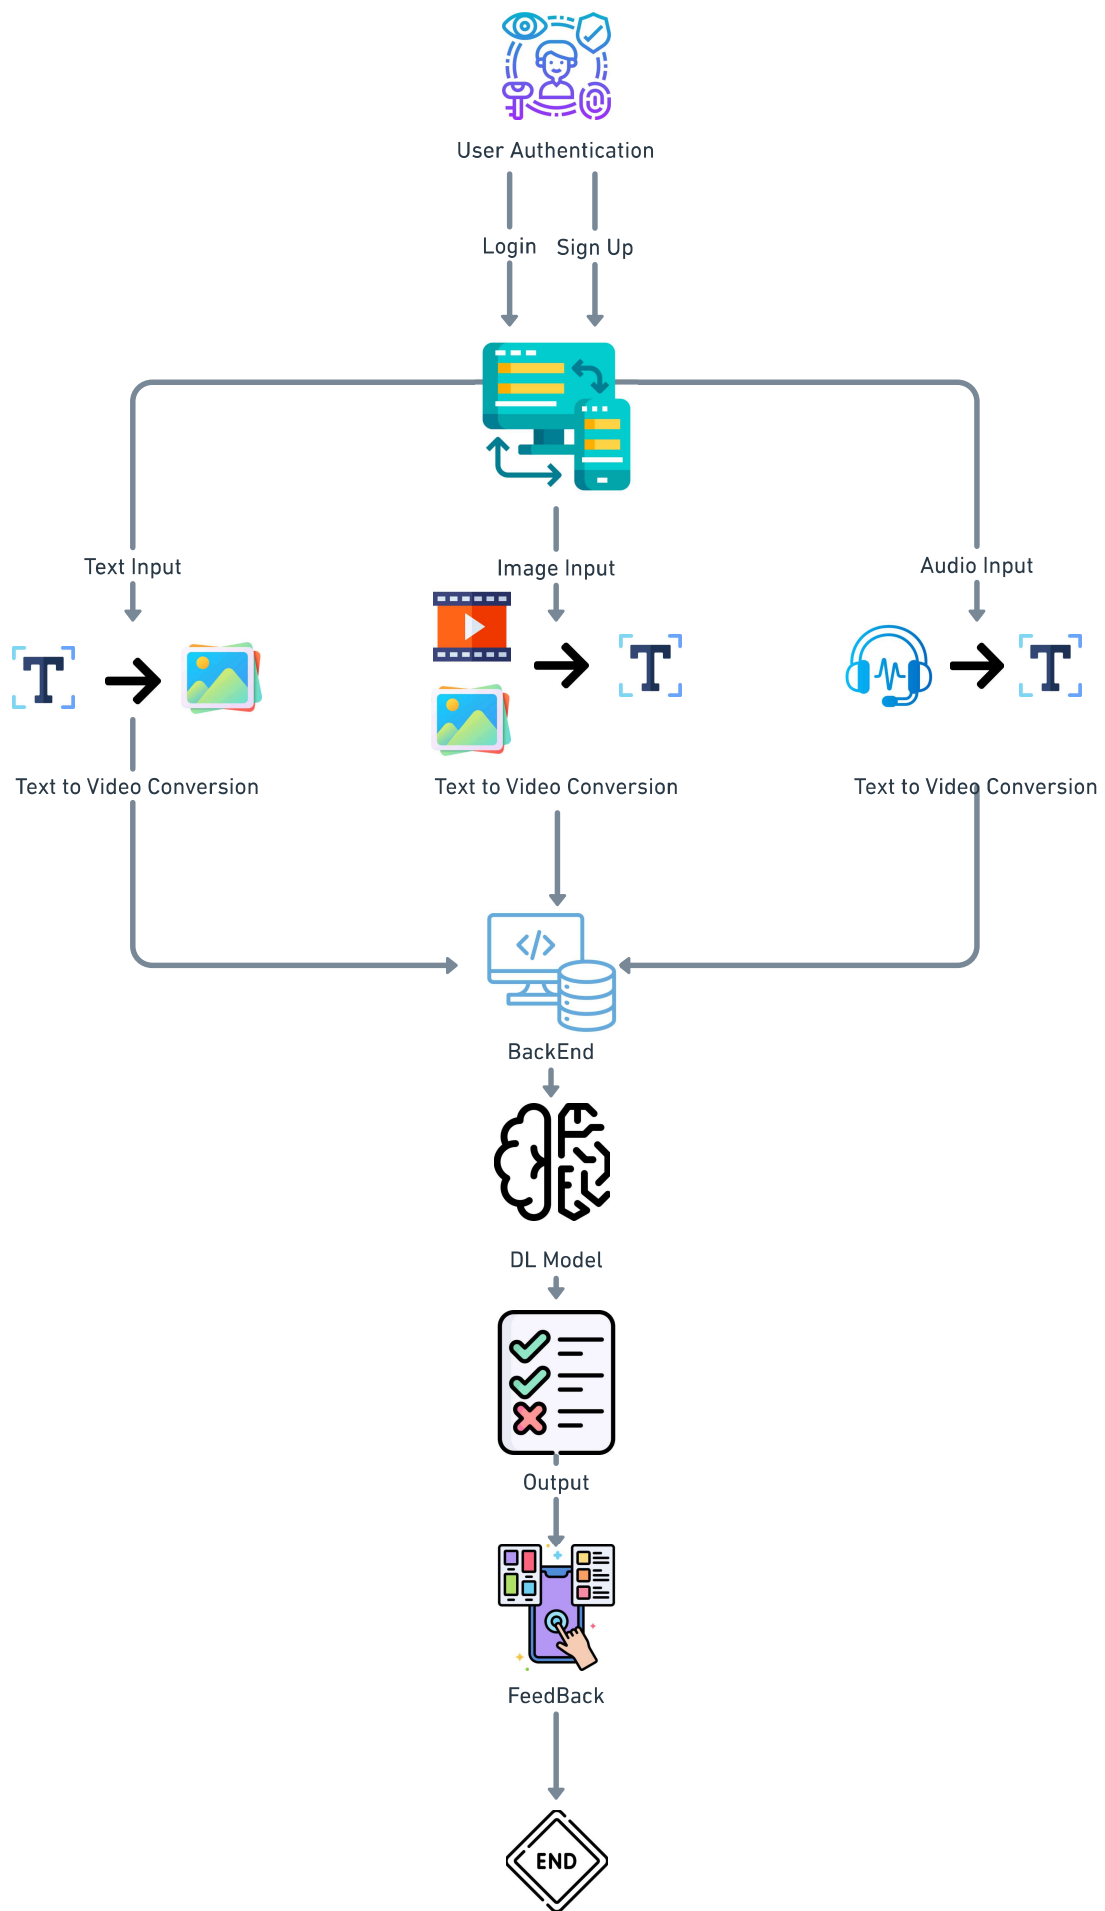 User Authentication
Login Sign Up
Text Input
Image Input
Audio Input
T
T
T
Text to Video Conversion
Text to Video Conversion
Text to Video Conversion
</>
BackEnd
DL Model
Output
FeedBack
END